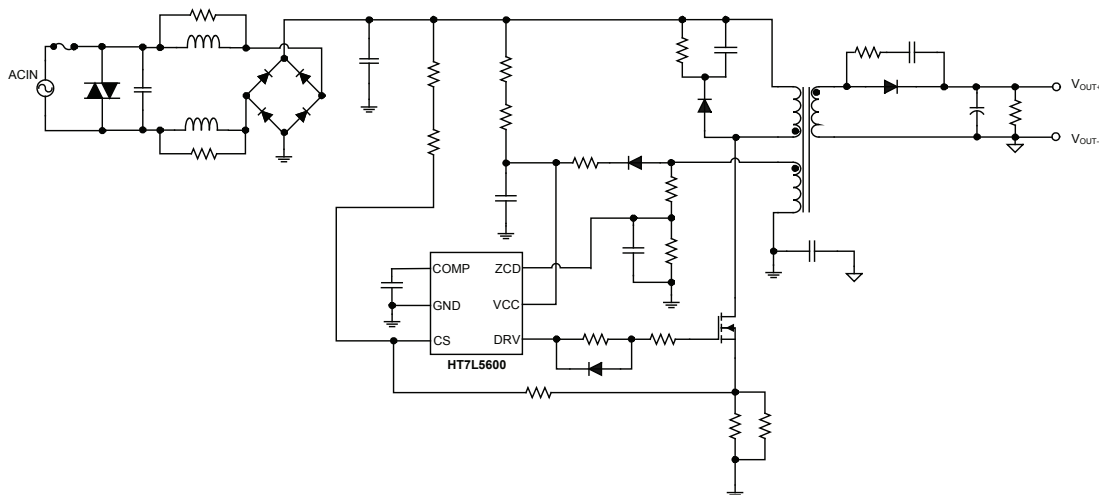 ACIN
VOUT+
VOUT-
COMP
ZCD
GND
VCC
CS
DRV
HT7L5600